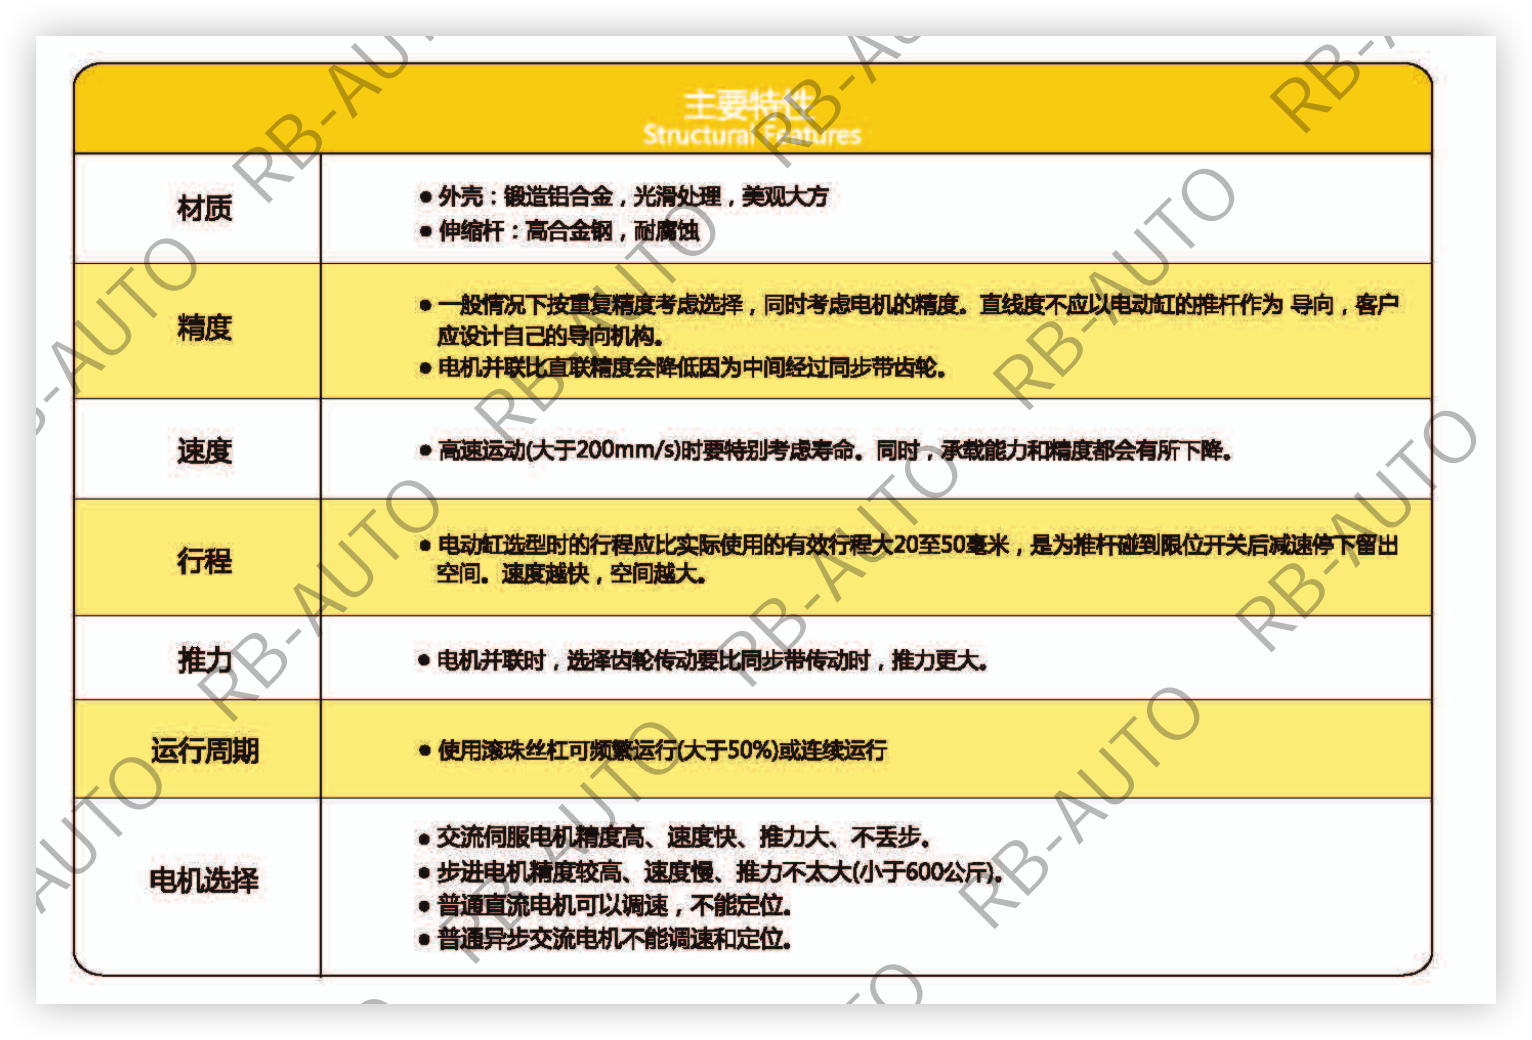 主要特性
Structural Features
材质
● 外壳：锻造铝合金，光滑处理，美观大方
● 伸缩杆：高合金钢，耐腐蚀
精度
● 一般情况下按重复精度考虑选择，同时考虑电机的精度。直线度不应以电动缸的推杆作为 导向，客户
应设计自己的导向机构。
● 电机并联比直联精度会降低因为中间经过同步带齿轮。
速度
● 高速运动(大于200mm/s)时要特别考虑寿命。同时，承载能力和精度都会有所下降。
行程
● 电动缸选型时的行程应比实际使用的有效行程大20至50毫米，是为推杆碰到限位开关后减速停下留出
空间。速度越快，空间越大。
推力
● 电机并联时，选择齿轮传动要比同步带传动时，推力更大。
运行周期
● 使用滚珠丝杠可频繁运行(大于50%)或连续运行
电机选择
● 交流伺服电机精度高、速度快、推力大、不丢步。
● 步进电机精度较高、速度慢、推力不太大(小于600公斤)。
● 普通直流电机可以调速，不能定位。
● 普通异步交流电机不能调速和定位。
RB-AUTO
RB-AUTO
RB-AUTO
RB-AUTO
RB-AUTO
RB-AUTO
RB-AUTO
RB-AUTO
RB-AUTO
RB-AUTO